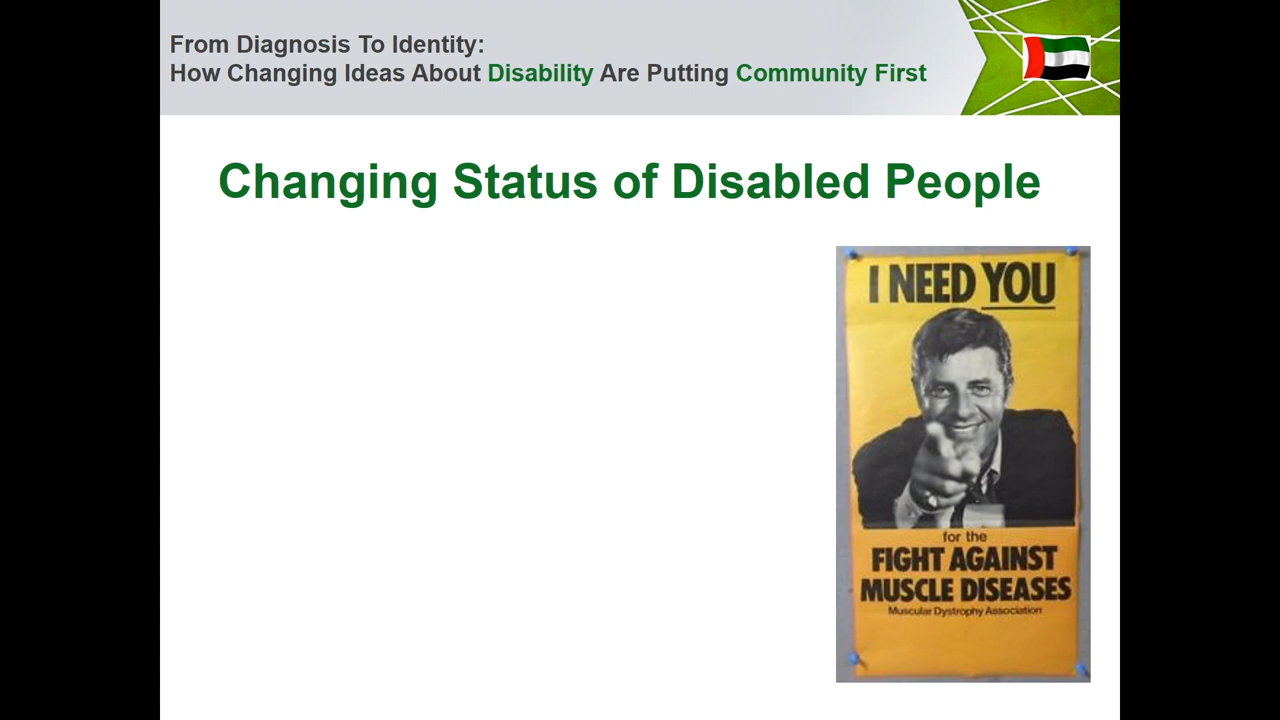 From Diagnosis To Identity:
How Changing Ideas About Disability Are Putting Community First
Changing Status of Disabled People
I NEED YOU
for the
FIGHT AGAINST
MUSCLE DISEASES
Muscular Dystrophy Association